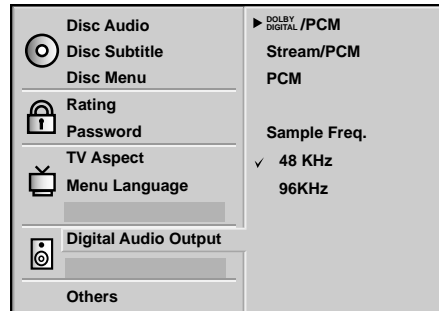 Disc Audio
Disc Subtitle
Disc Menu
Rating
Password
TV Aspect
Menu Language
Digital Audio Output
Others
DOLBY DIGITAL /PCM
Stream/PCM
PCM
Sample Freq.
✓ 48 KHz
96KHz